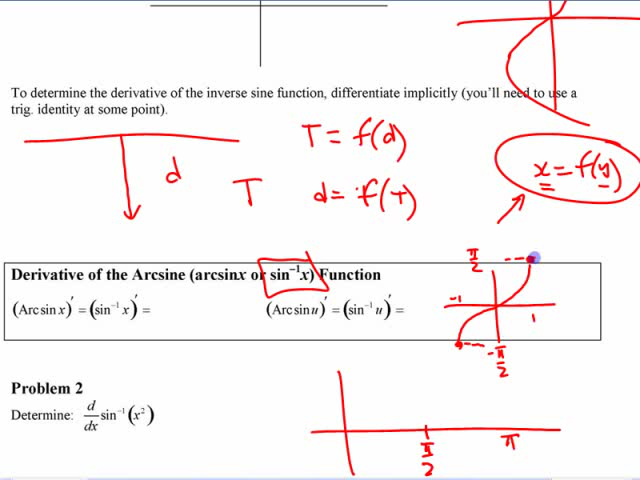 To determine the derivative of the inverse sine function, differentiate implicitly (you'll need to use a
trig. identity at some point).
T = f(d)
d
T
d = f(T)
x = f(y)
Derivative of the Arcsine (arcsinx or sin⁻¹x) Function
(Arcsin x)′ = (sin⁻¹ x)′ =
(Arcsin u)′ = (sin⁻¹ u)′ =
π/2
-1
1
-π/2
Problem 2
Determine: d/dx sin⁻¹(x²)
π/2
π